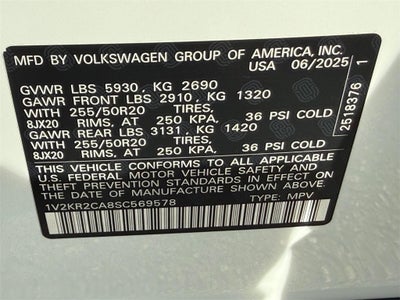 MFD. BY VOLKSWAGEN GROUP OF AMERICA, INC.
USA 06/2025
GVWR LBS 5930, KG 2690
GAWR FRONT LBS 2910, KG 1320
WITH 255/50R20 TIRES,
8JX20 RIMS, AT 250 KPA, 36 PSI COLD
GAWR REAR LBS 3131, KG 1420
WITH 255/50R20 TIRES,
8JX20 RIMS, AT 250 KPA, 36 PSI COLD
THIS VEHICLE CONFORMS TO ALL APPLICABLE
U.S. FEDERAL MOTOR VEHICLE SAFETY AND
THEFT PREVENTION STANDARDS IN EFFECT ON
THE DATE OF MANUFACTURE SHOWN ABOVE.
1V2KR2CA8SC569578 TYPE: MPV
2518376 1